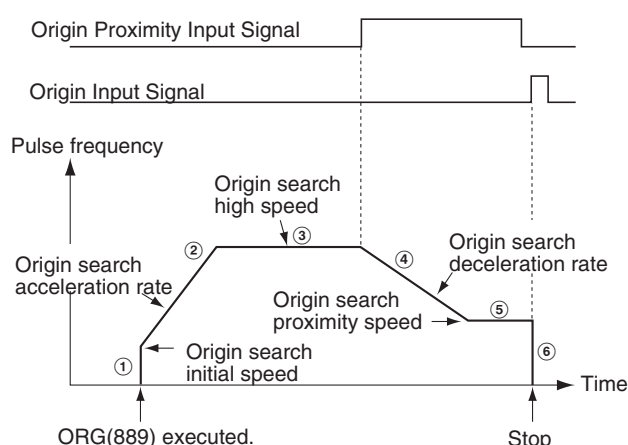 Origin Proximity Input Signal
Origin Input Signal
Pulse frequency
Origin search
high speed
②
③
④
Origin search
acceleration rate
Origin search
deceleration rate
Origin search
proximity speed
⑤
①
Origin search
initial speed
⑥
Time
ORG(889) executed.
Stop